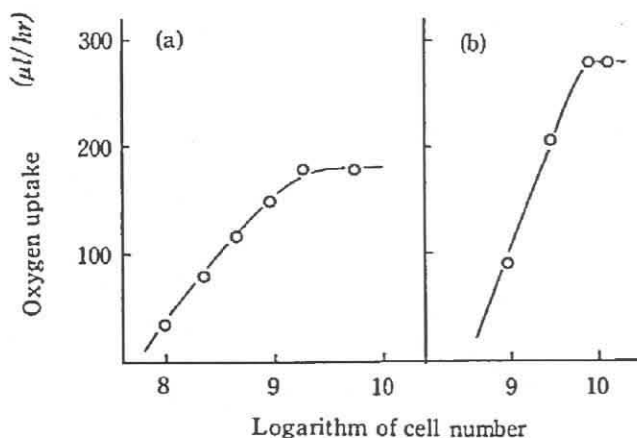 (μl/hr)
Oxygen uptake
300
200
100
(a)
(b)
8
9
10
9
10
Logarithm of cell number